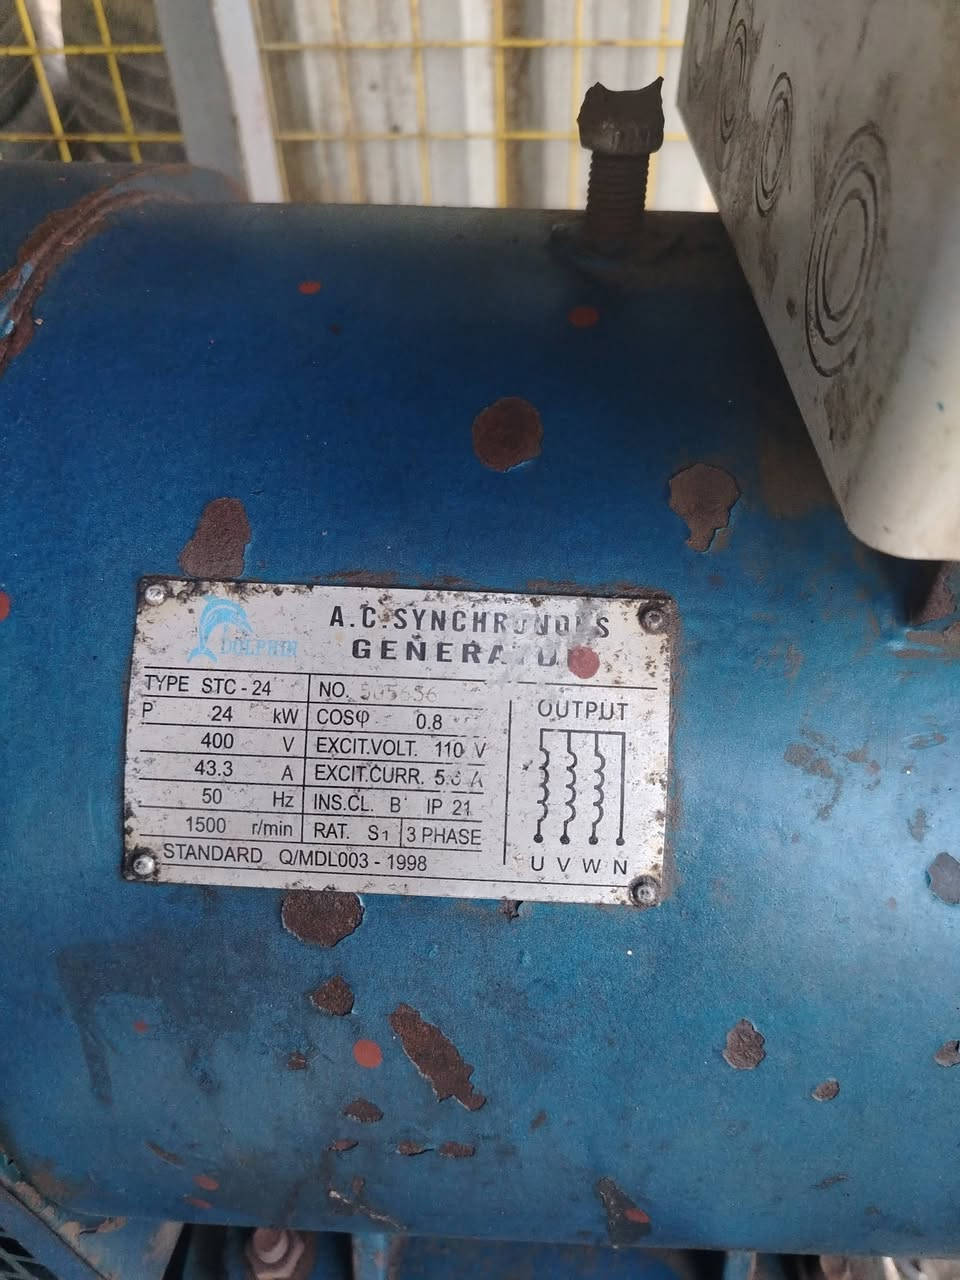 DOLPHIN
A.C.SYNCHRONOUS
GENERATOR
TYPE STC-24
NO.
P 24 kW
COSφ 0.8
400 V
EXCIT.VOLT. 110 V
43.3 A
EXCIT.CURR. A
50 Hz
INS.CL. B IP 21
1500 r/min
RAT. S1 3 PHASE
STANDARD Q/MDL003-1998
OUTPUT
U V W N